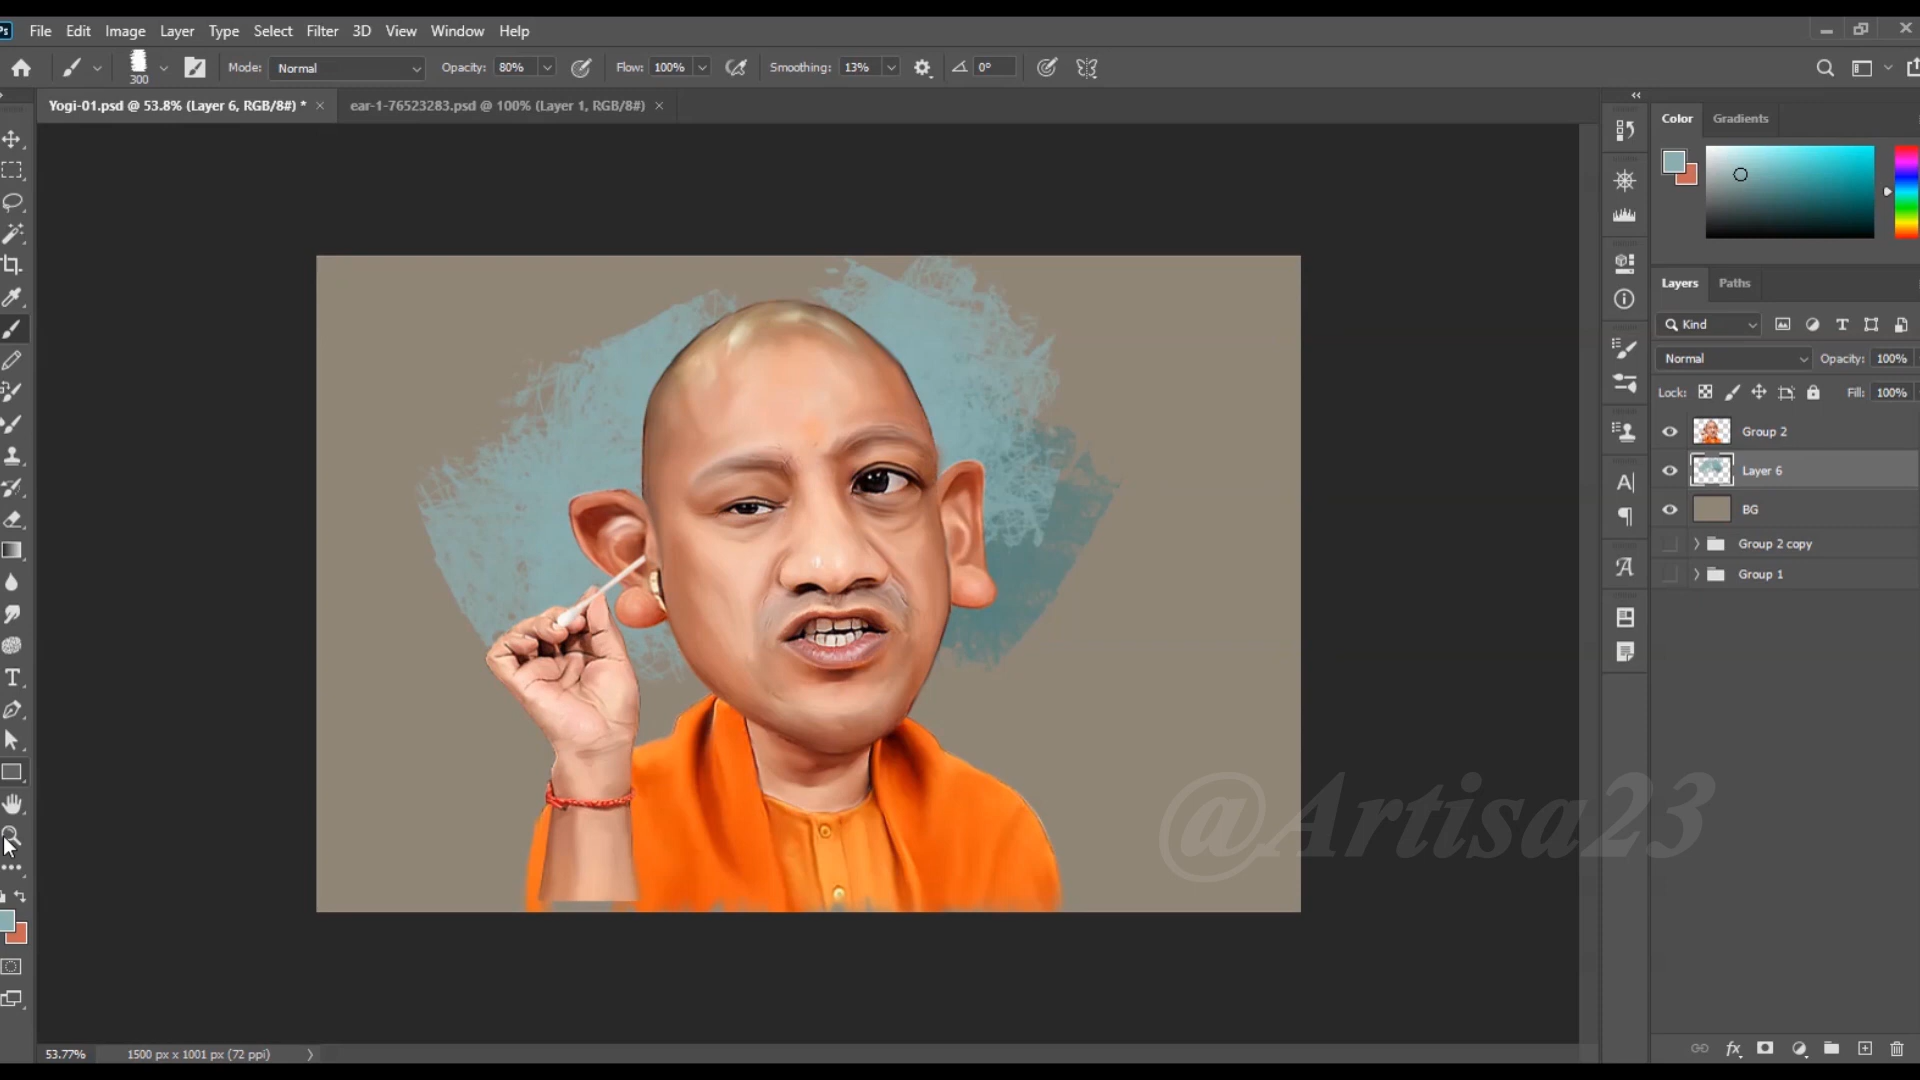 Ps File Edit Image Layer Type Select Filter 3D View Window Help
300 Mode: Normal Opacity: 80% Flow: 100% Smoothing: 13% 0°
Yogi-01.psd @ 53.8% (Layer 6, RGB/8#) * × ear-1-76523283.psd @ 100% (Layer 1, RGB/8#) ×
Color Gradients
Layers Paths
Kind
Normal Opacity: 100%
Lock: Fill: 100%
Group 2
Layer 6
BG
Group 2 copy
Group 1
@Artisa23
53.77% 1500 px x 1001 px (72 ppi)